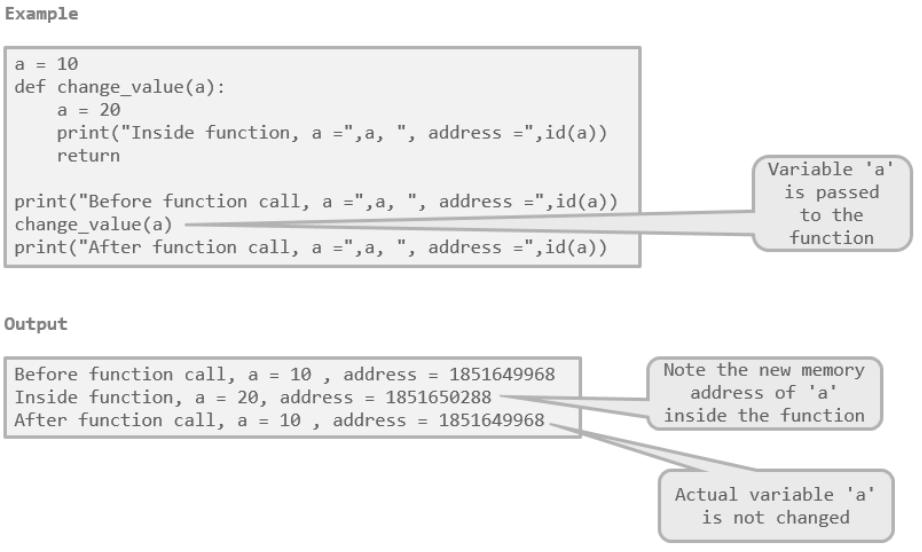 Example
a = 10
def change_value(a):
    a = 20
    print("Inside function, a =",a, ", address =",id(a))
    return
print("Before function call, a =",a, ", address =",id(a))
change_value(a)
print("After function call, a =",a, ", address =",id(a))
Variable 'a'
is passed
to the
function
Output
Before function call, a = 10 , address = 1851649968
Inside function, a = 20, address = 1851650288
After function call, a = 10 , address = 1851649968
Note the new memory
address of 'a'
inside the function
Actual variable 'a'
is not changed